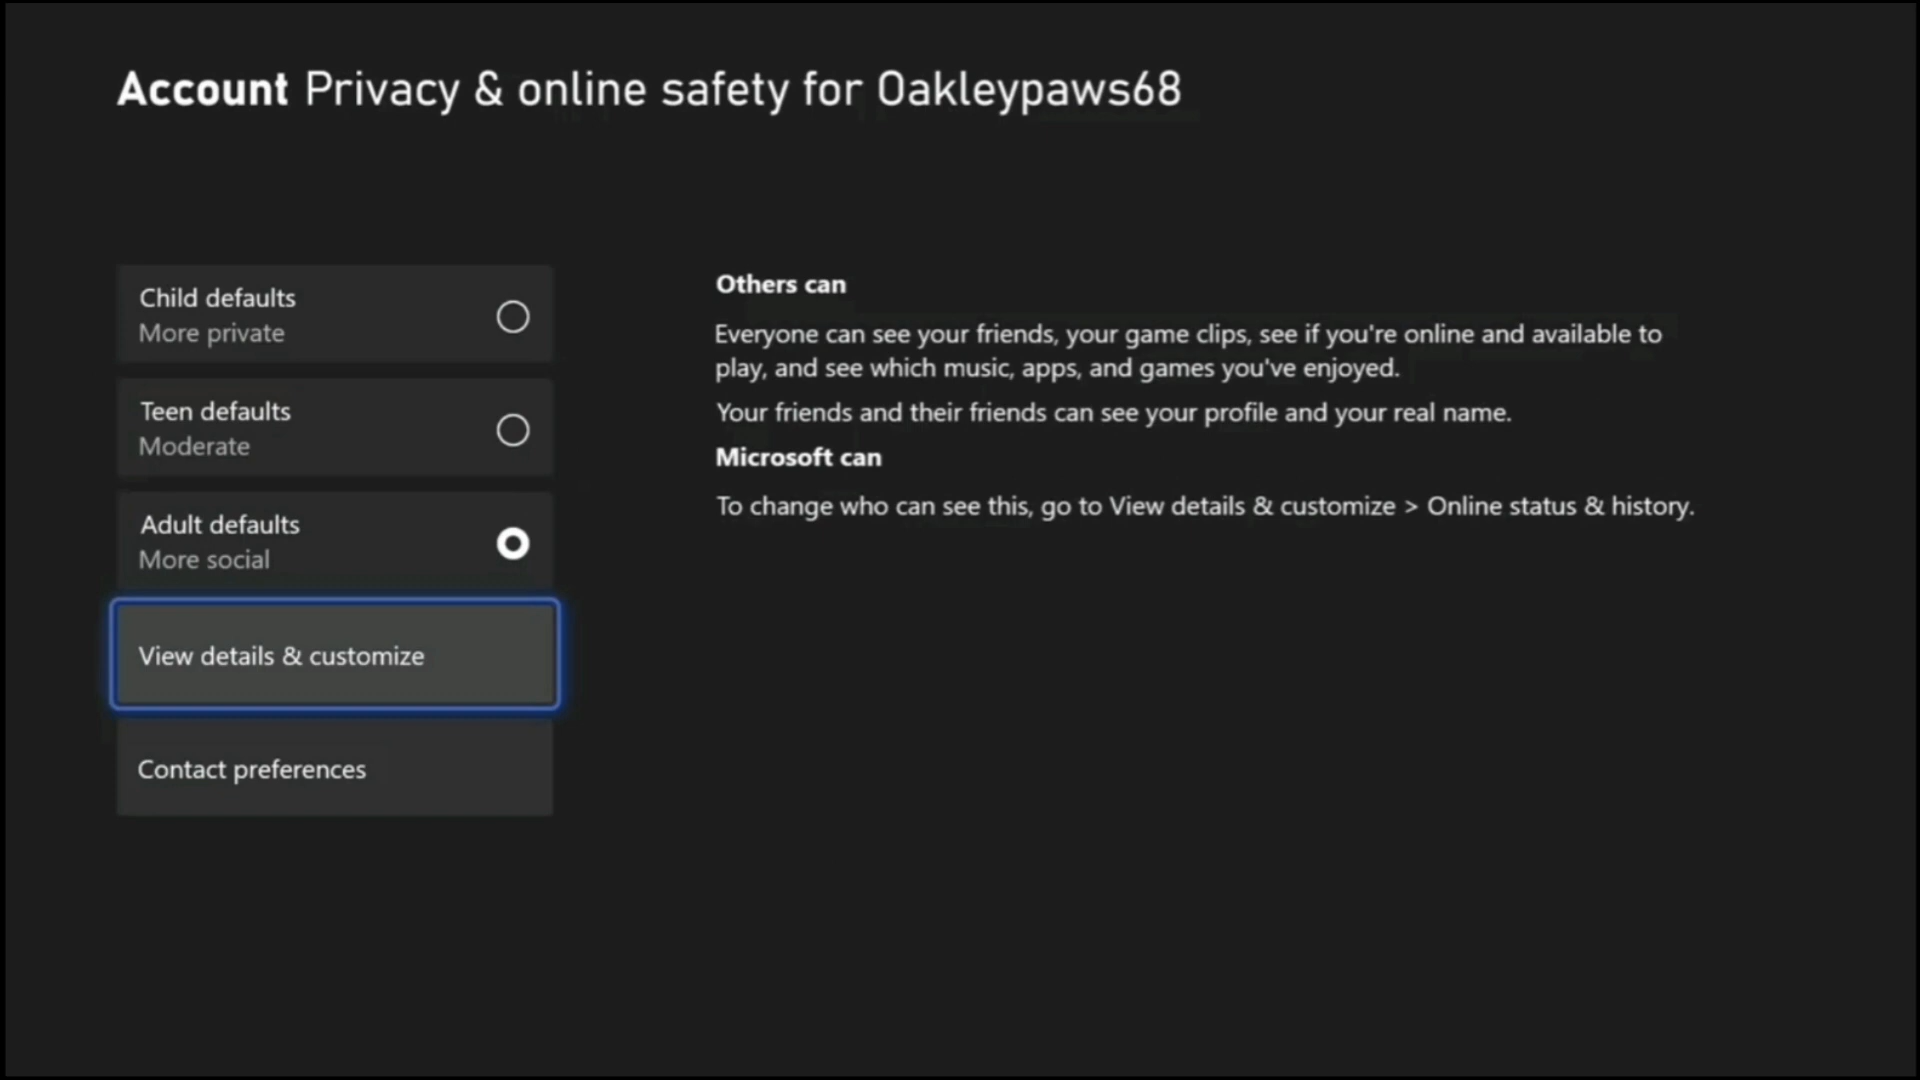 Account Privacy & online safety for Oakleypaws68
Child defaults
More private
Teen defaults
Moderate
Adult defaults
More social
View details & customize
Contact preferences
Others can
Everyone can see your friends, your game clips, see if you're online and available to
play, and see which music, apps, and games you've enjoyed.
Your friends and their friends can see your profile and your real name.
Microsoft can
To change who can see this, go to View details & customize > Online status & history.